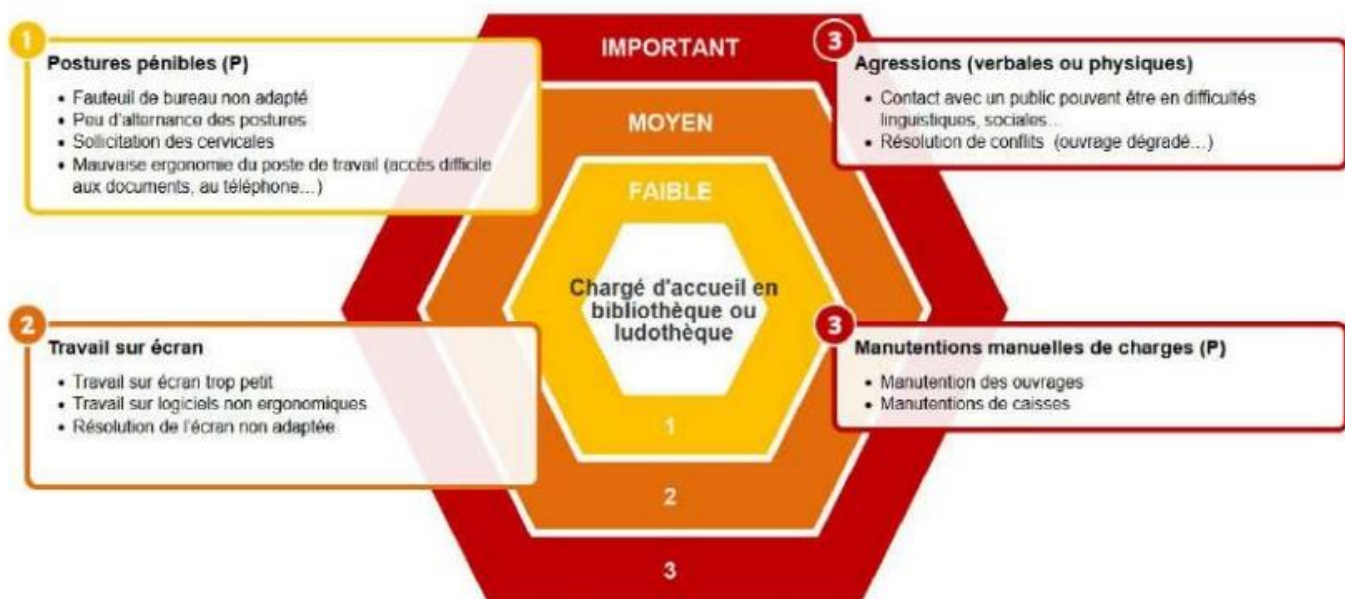 1
Postures pénibles (P)
• Fauteuil de bureau non adapté
• Peu d'alternance des postures
• Sollicitation des cervicales
• Mauvaise ergonomie du poste de travail (accès difficile
aux documents, au téléphone…)
2
Travail sur écran
• Travail sur écran trop petit
• Travail sur logiciels non ergonomiques
• Résolution de l'écran non adaptée
IMPORTANT
MOYEN
FAIBLE
Chargé d'accueil en
bibliothèque ou
ludothèque
1
2
3
3
Agressions (verbales ou physiques)
• Contact avec un public pouvant être en difficultés
linguistiques, sociales…
• Résolution de conflits (ouvrage dégradé…)
3
Manutentions manuelles de charges (P)
• Manutention des ouvrages
• Manutentions de caisses